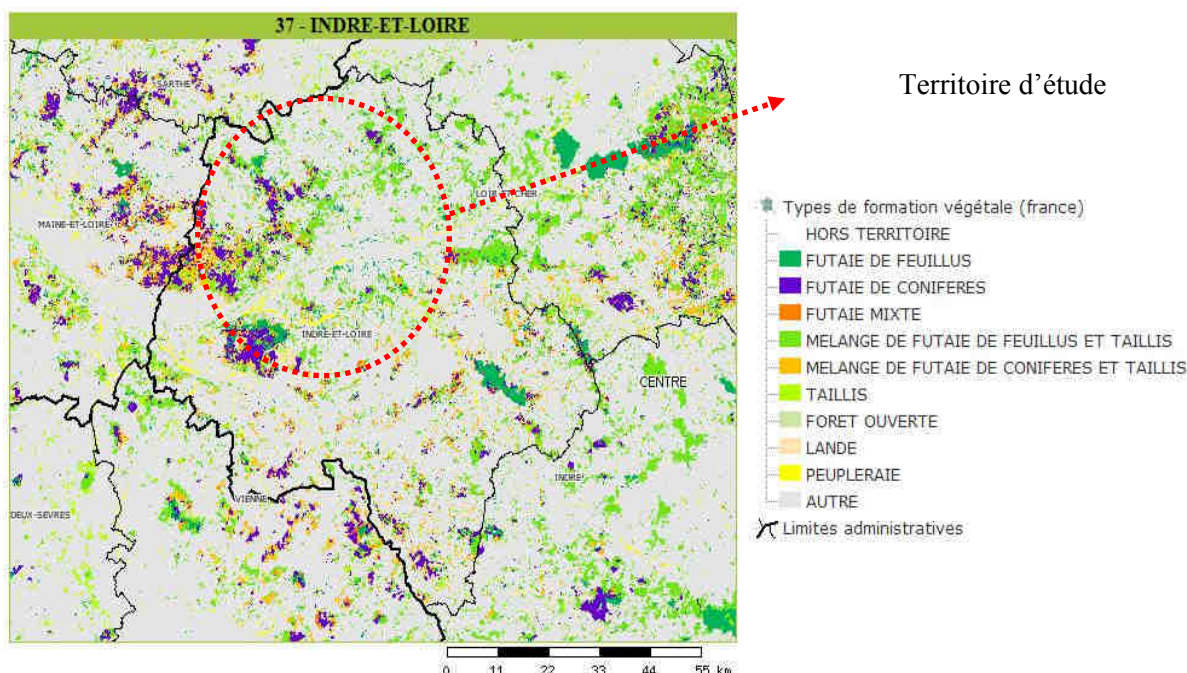 37 - INDRE-ET-LOIRE
Territoire d'étude
SARTHE
MAINE-ET-LOIRE
LOIR-ET-CHER
INDRE-ET-LOIRE
CENTRE
INDRE
VIENNE
DEUX-SEVRES
Types de formation végétale (france)
HORS TERRITOIRE
FUTAIE DE FEUILLUS
FUTAIE DE CONIFERES
FUTAIE MIXTE
MELANGE DE FUTAIE DE FEUILLUS ET TAILLIS
MELANGE DE FUTAIE DE CONIFERES ET TAILLIS
TAILLIS
FORET OUVERTE
LANDE
PEUPLERAIE
AUTRE
Limites administratives
0 11 22 33 44 55 km